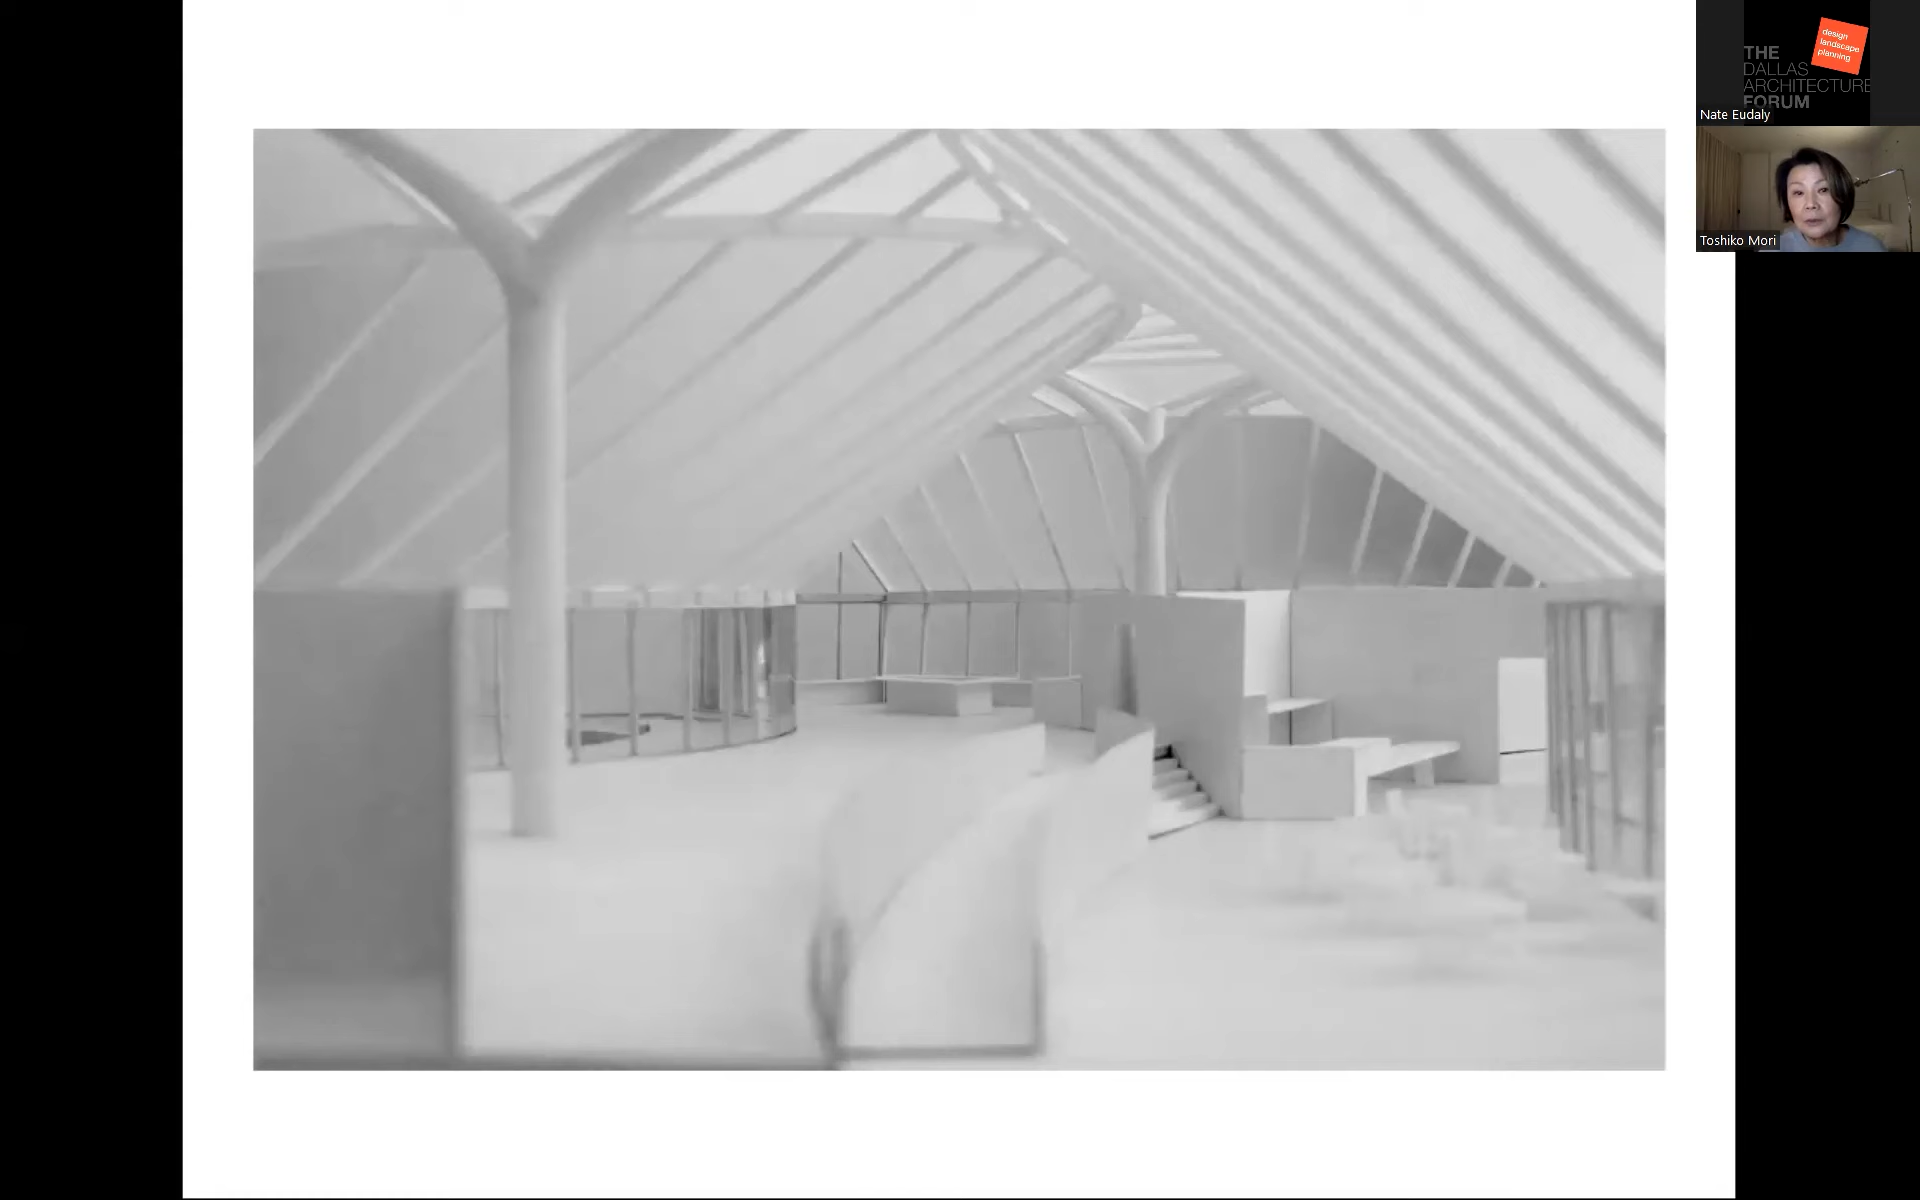 design
landscape
planning
THE
DALLAS
ARCHITECTURE
FORUM
Nate Eudaly
Toshiko Mori